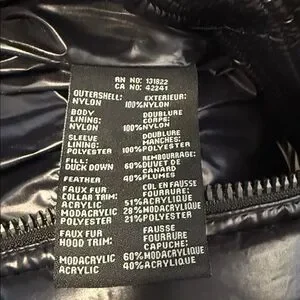 RN NO: 131822
CA NO: 42241
OUTERSHELL: EXTERIEUR:
NYLON 100% NYLON
BODY DOUBLURE
LINING: CORPS:
NYLON 100% NYLON
SLEEVE DOUBLURE
LINING: MANCHES:
POLYESTER 100% POLYESTER
FILL: REMBOURRAGE:
DUCK DOWN 60% DUVET DE CANARD
FEATHER 40% PLUMES
FAUX FUR COL EN FAUSSE
COLLAR TRIM: FOURRURE:
ACRYLIC 51% ACRYLIQUE
MODACRYLIC 28% MODACRYLIQUE
POLYESTER 21% POLYESTER
FAUX FUR FAUSSE
HOOD TRIM: FOURRURE
CAPUCHE:
MODACRYLIC 60% MODACRYLIQUE
ACRYLIC 40% ACRYLIQUE